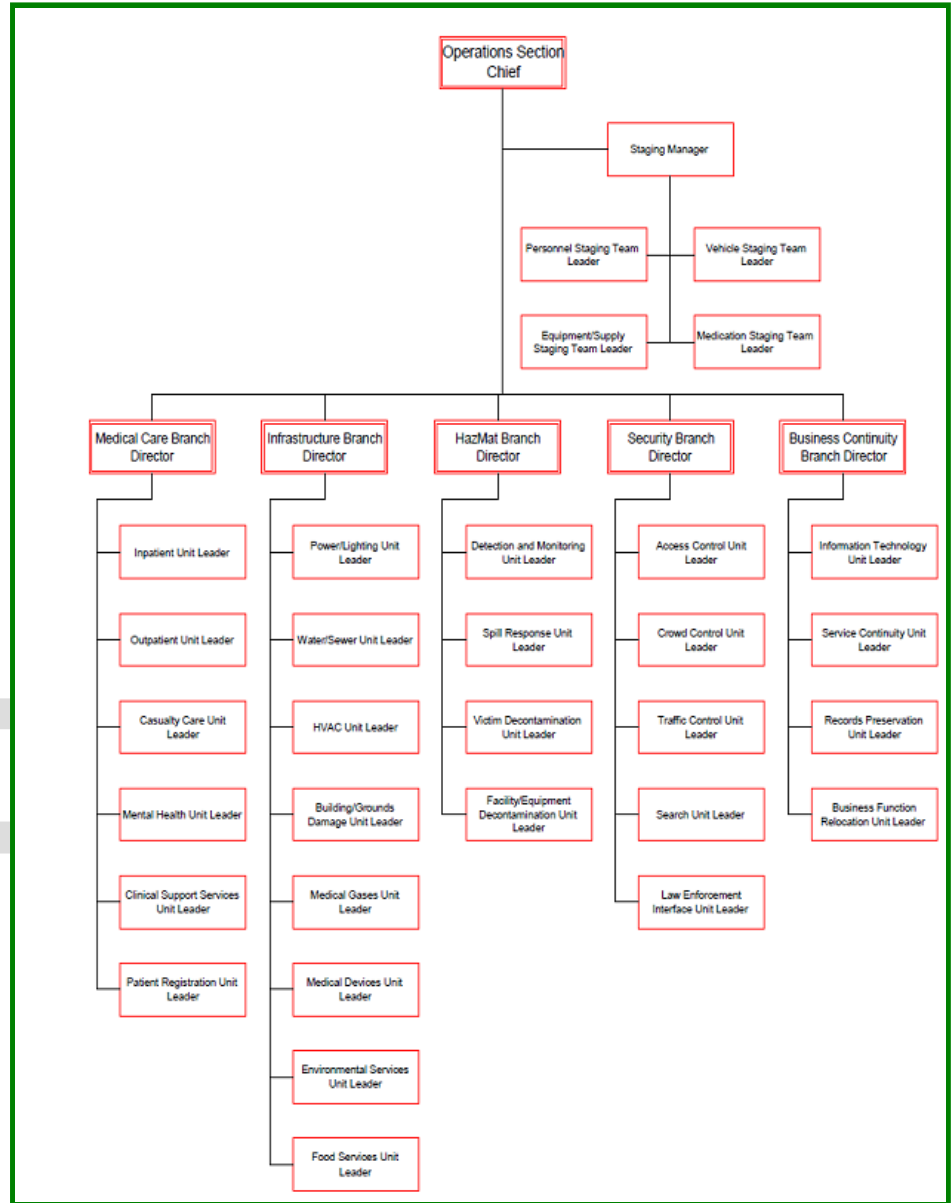 Operations Section
Chief
Staging Manager
Personnel Staging Team
Leader
Vehicle Staging Team
Leader
Equipment/Supply
Staging Team Leader
Medication Staging Team
Leader
Medical Care Branch
Director
Infrastructure Branch
Director
HazMat Branch
Director
Security Branch
Director
Business Continuity
Branch Director
Inpatient Unit Leader
Outpatient Unit Leader
Casualty Care Unit
Leader
Mental Health Unit Leader
Clinical Support Services
Unit Leader
Patient Registration Unit
Leader
Power/Lighting Unit
Leader
Water/Sewer Unit Leader
HVAC Unit Leader
Building/Grounds
Damage Unit Leader
Medical Gases Unit
Leader
Medical Devices Unit
Leader
Environmental Services
Unit Leader
Food Services Unit
Leader
Detection and Monitoring
Unit Leader
Spill Response Unit
Leader
Victim Decontamination
Unit Leader
Facility/Equipment
Decontamination Unit
Leader
Access Control Unit
Leader
Crowd Control Unit
Leader
Traffic Control Unit
Leader
Search Unit Leader
Law Enforcement
Interface Unit Leader
Information Technology
Unit Leader
Service Continuity Unit
Leader
Records Preservation
Unit Leader
Business Function
Relocation Unit Leader